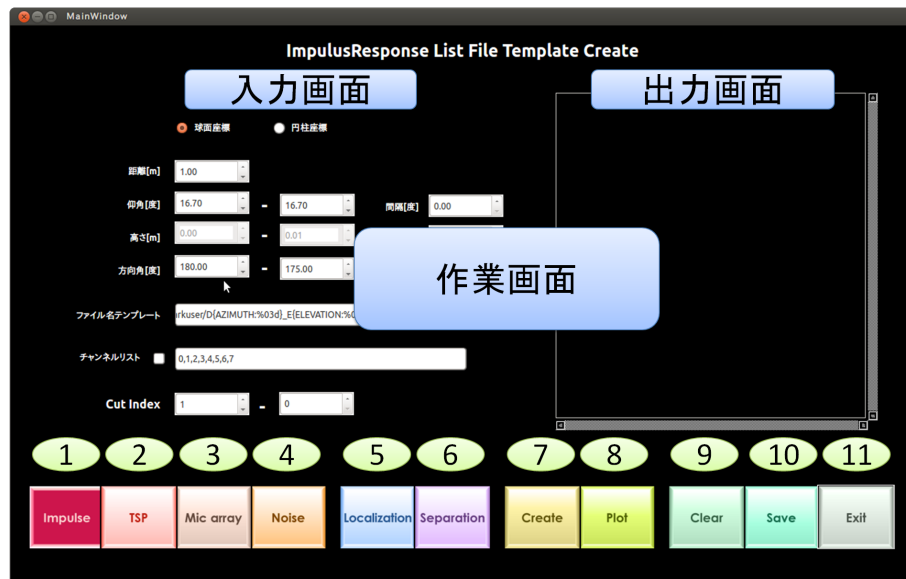 MainWindow
ImpulusResponse List File Template Create
入力画面
出力画面
球面座標 円柱座標
距離[m] 1.00
仰角[度] 16.70 - 16.70 間隔[度] 0.00
高さ[m] 0.00 - 0.01
方向角[度] 180.00 - 175.00
作業画面
ファイル名テンプレート rkuser/D{AZIMUTH:%03d}_E{ELEVATION:%
チャンネルリスト 0,1,2,3,4,5,6,7
Cut Index 1 - 0
1 2 3 4 5 6 7 8 9 10 11
Impulse TSP Mic array Noise Localization Separation Create Plot Clear Save Exit